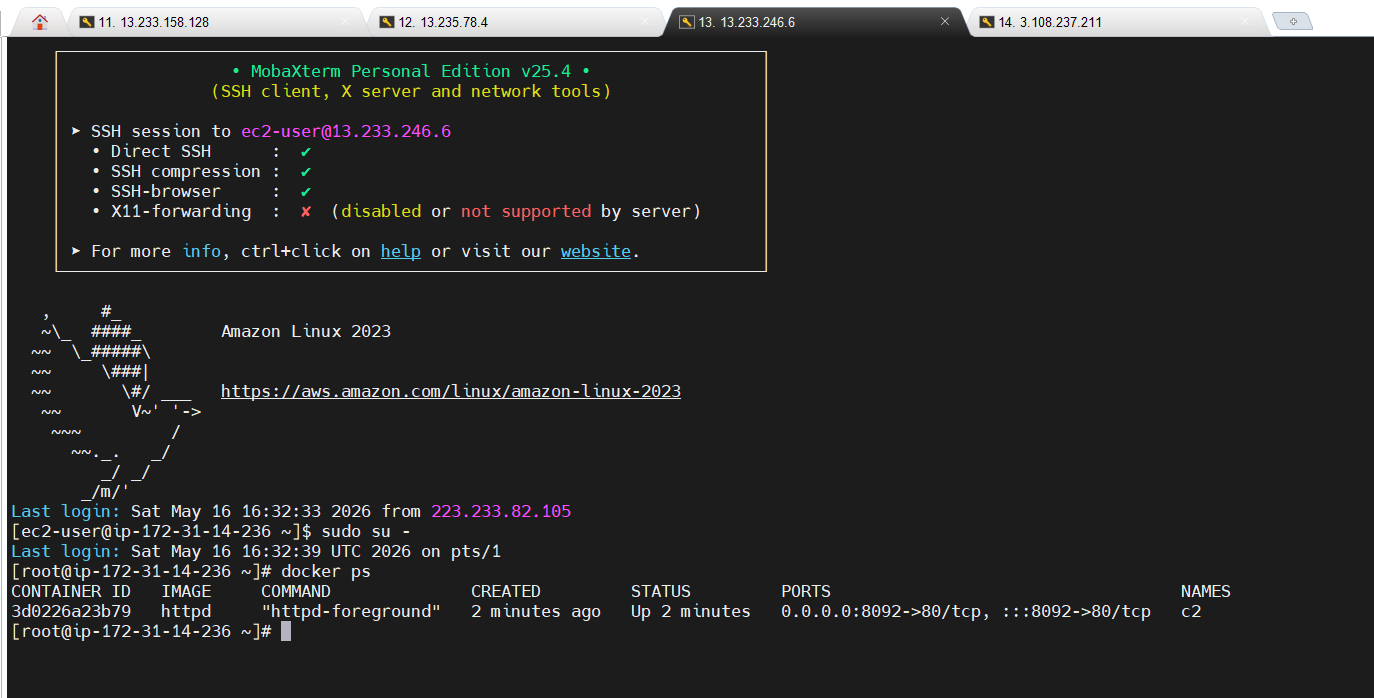 11. 13.233.158.128
12. 13.235.78.4
13. 13.233.246.6
14. 3.108.237.211
• MobaXterm Personal Edition v25.4 •
(SSH client, X server and network tools)
➤ SSH session to ec2-user@13.233.246.6
• Direct SSH : ✔
• SSH compression : ✔
• SSH-browser : ✔
• X11-forwarding : ✘ (disabled or not supported by server)
➤ For more info, ctrl+click on help or visit our website.
, #_
~\_ ####_ Amazon Linux 2023
~~ \_#####\
~~ \###|
~~ \#/ ___ https://aws.amazon.com/linux/amazon-linux-2023
~~ V~' '->
~~~ /
~~._. _/
_/ _/
_/m/'
Last login: Sat May 16 16:32:33 2026 from 223.233.82.105
[ec2-user@ip-172-31-14-236 ~]$ sudo su -
Last login: Sat May 16 16:32:39 UTC 2026 on pts/1
[root@ip-172-31-14-236 ~]# docker ps
CONTAINER ID IMAGE COMMAND CREATED STATUS PORTS NAMES
3d0226a23b79 httpd "httpd-foreground" 2 minutes ago Up 2 minutes 0.0.0.0:8092->80/tcp, :::8092->80/tcp c2
[root@ip-172-31-14-236 ~]#